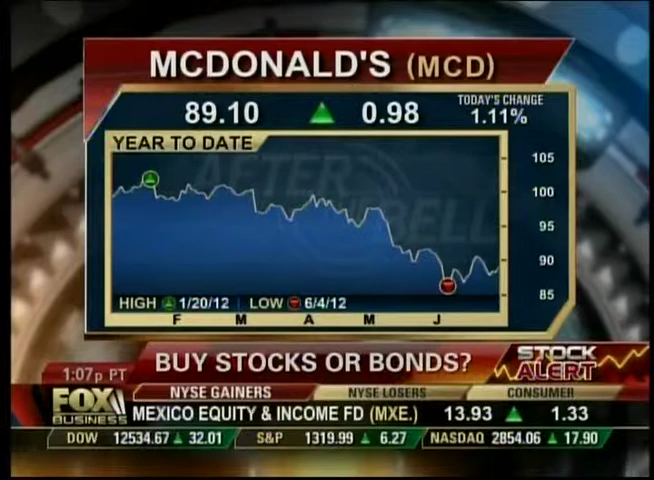 MCDONALD'S (MCD)
89.10 0.98 TODAY'S CHANGE
1.11%
YEAR TO DATE
AFTER
BELL
105
100
95
90
85
HIGH 1/20/12 LOW 6/4/12
F M A M J
BUY STOCKS OR BONDS?
STOCK
ALERT
1:07p PT
NYSE GAINERS NYSE LOSERS CONSUMER
FOX
BUSINESS
MEXICO EQUITY & INCOME FD (MXE.) 13.93 1.33
DOW 12534.67 32.01 S&P 1319.99 6.27 NASDAQ 2854.06 17.90